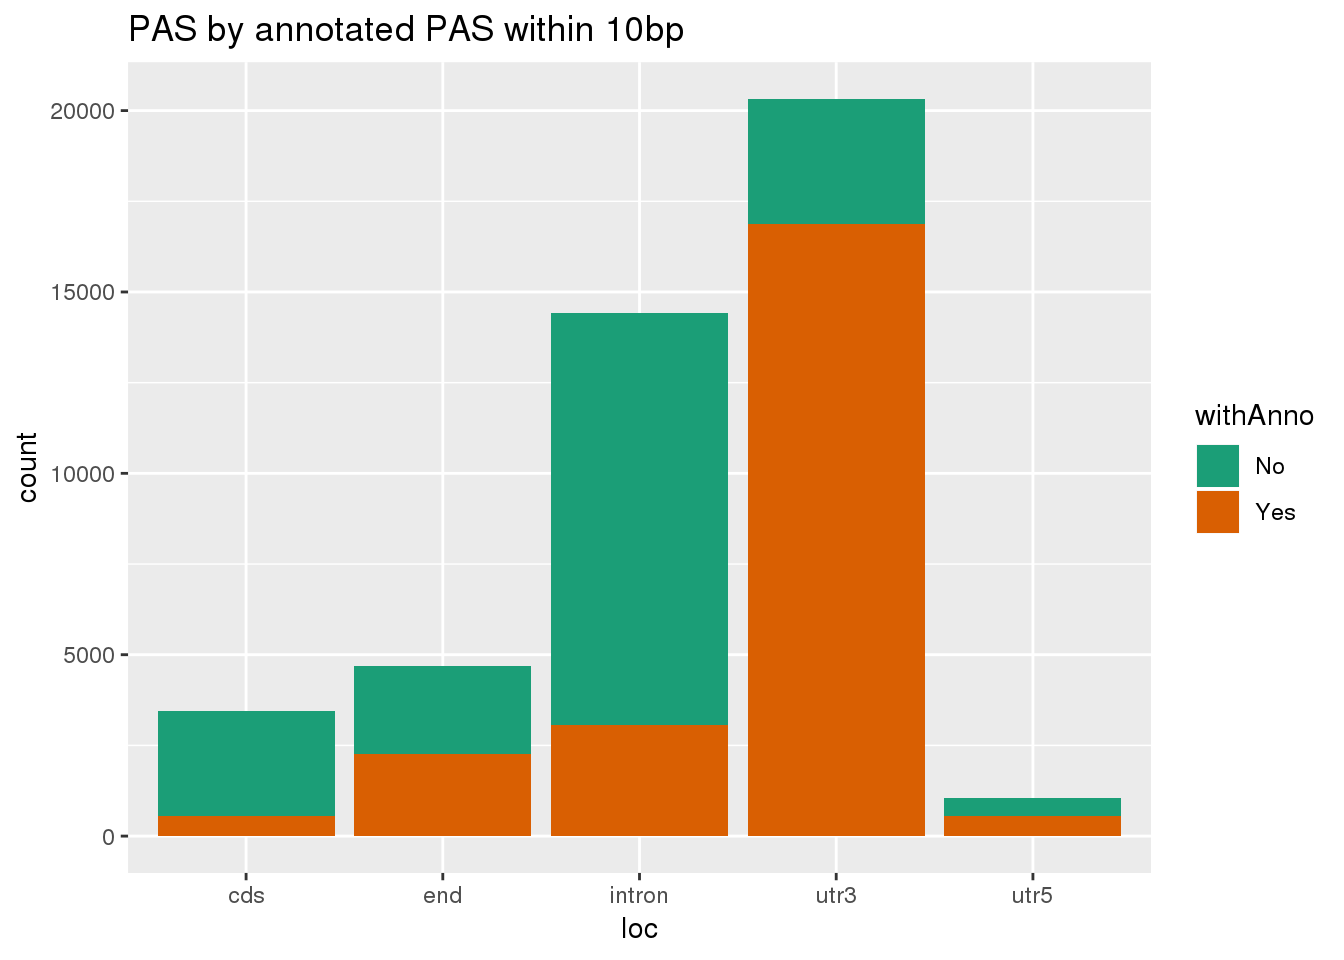 PAS by annotated PAS within 10bp
20000
15000
10000
5000
0
count
cds end intron utr3 utr5
loc
withAnno
No
Yes